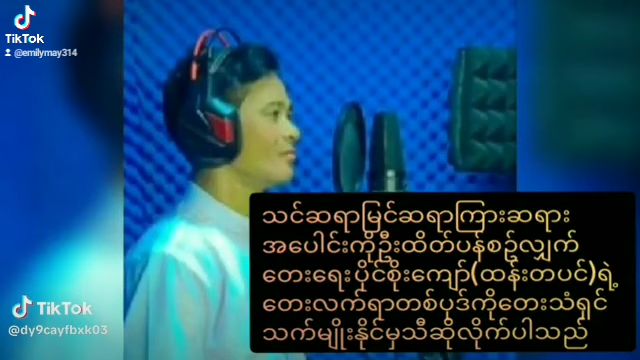 TikTok
@emilymay314
သင်ဆရာမြင်ဆရာကြားဆရား
အပေါင်းကိုဦးထိတ်ပန်စဥ်လျှက်
တေးရေးပိုင်စိုးကျော်(ထန်းတပင်)ရဲ့
တေးလက်ရာတစ်ပုဒ်ကိုတေးသံရှင်
သက်မျိုးနိုင်မှသီဆိုလိုက်ပါသည်
TikTok
@dy9cayfbxk03